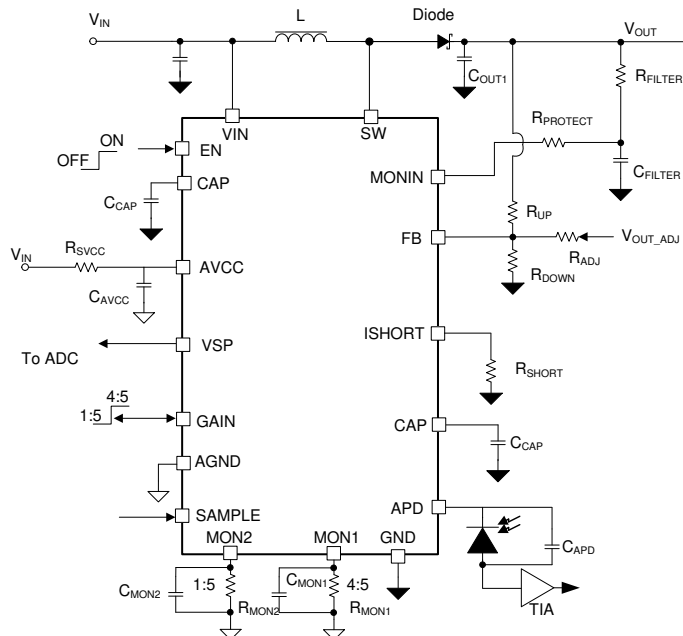 Diode
VIN
L
VOUT
COUT1
RFILTER
RPROTECT
VIN
SW
ON
OFF
EN
MONIN
CFILTER
CAP
CCAP
RUP
FB
VOUT_ADJ
RADJ
VIN
RSVCC
AVCC
RDOWN
CAVCC
ISHORT
VSP
To ADC
RSHORT
4:5
1:5
GAIN
CAP
CCAP
AGND
APD
SAMPLE
MON2
MON1
GND
CAPD
CMON2
1:5
RMON2
CMON1
4:5
RMON1
TIA